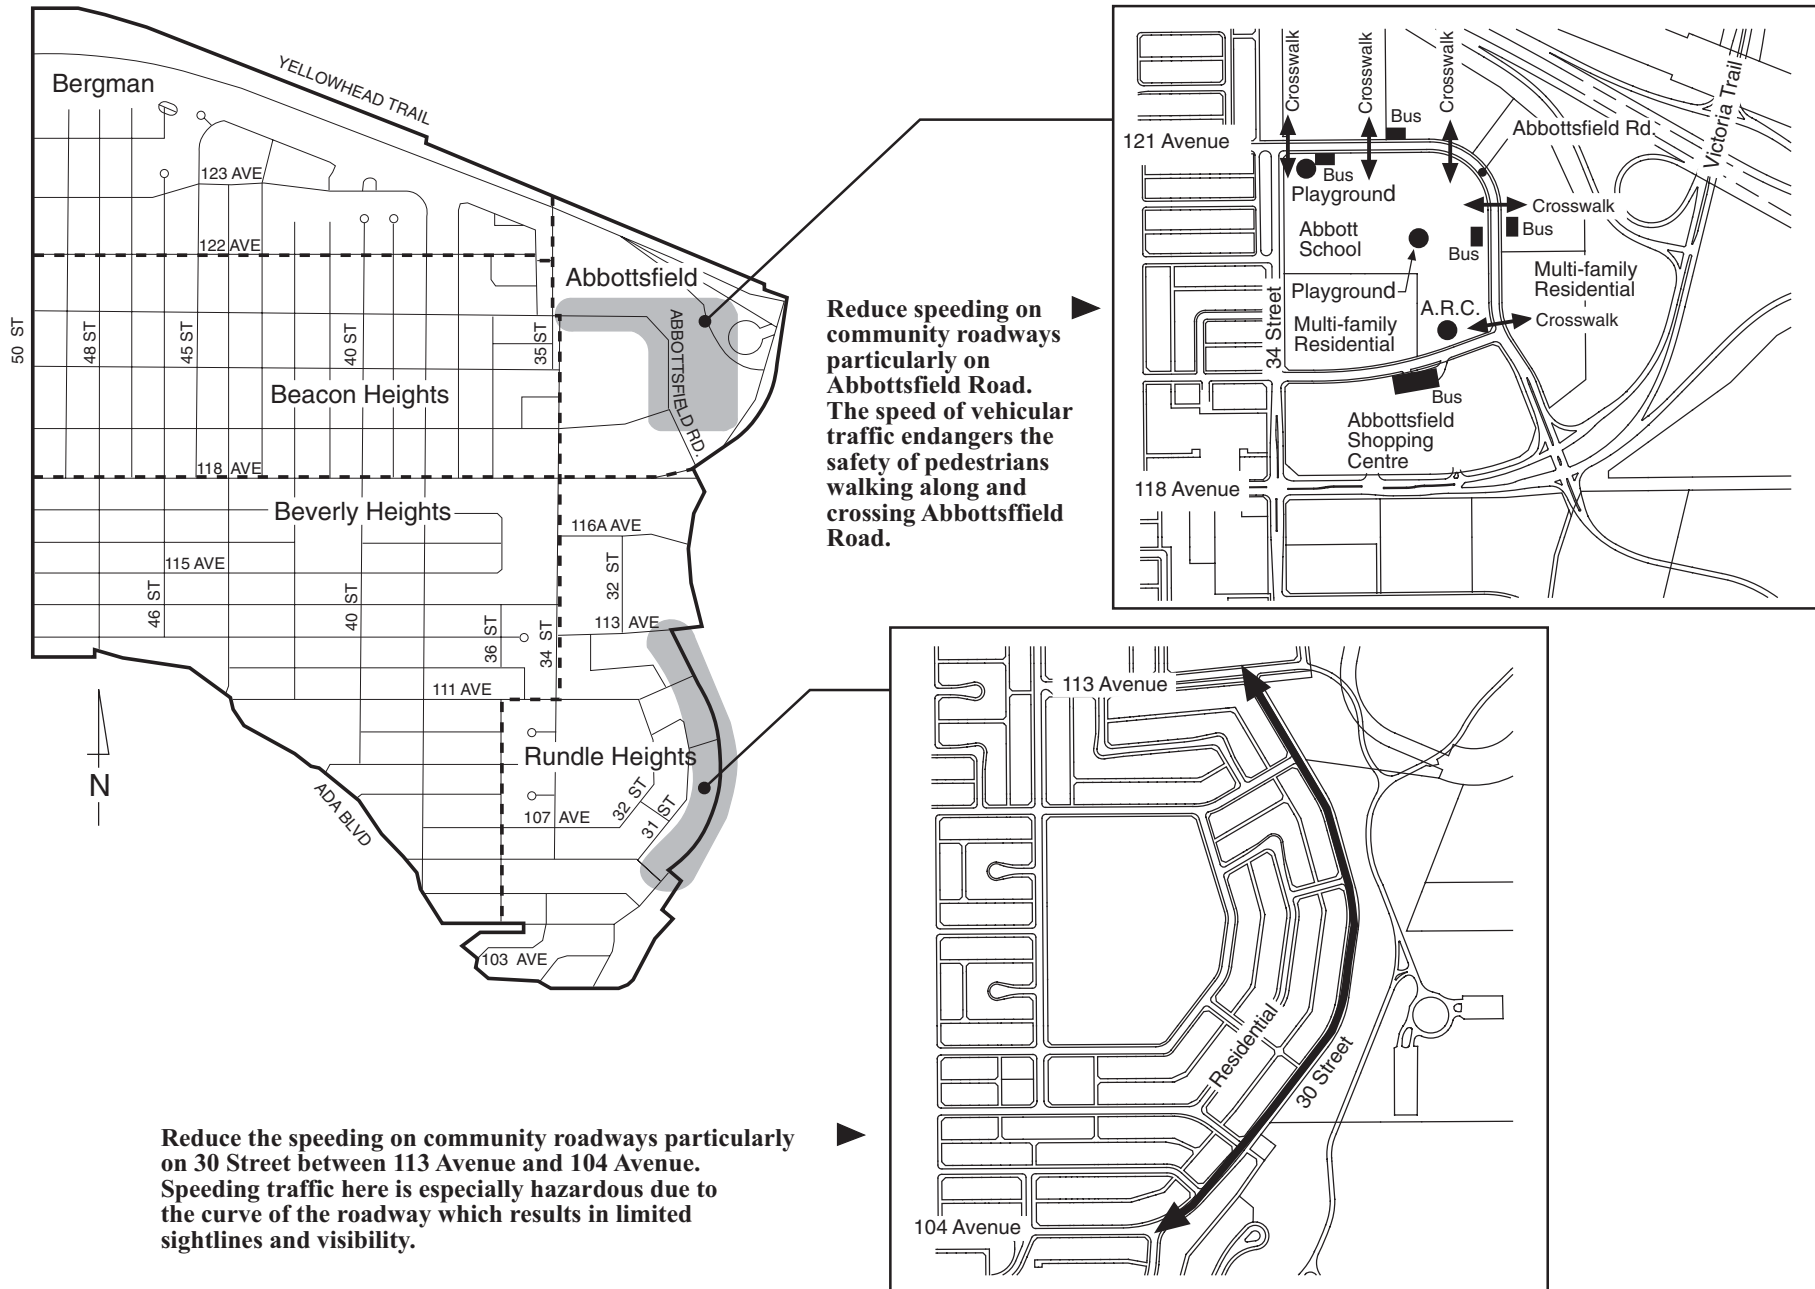 Bergman
YELLOWHEAD TRAIL
123 AVE
122 AVE
Abbottsfield
ABBOTTSFIELD RD.
50 ST
48 ST
45 ST
40 ST
35 ST
Beacon Heights
118 AVE
Beverly Heights
116A AVE
115 AVE
46 ST
40 ST
36 ST
34 ST
32 ST
113 AVE
111 AVE
Rundle Heights
N
ADA BLVD
107 AVE
32 ST
31 ST
103 AVE
Reduce speeding on
community roadways
particularly on
Abbottsfield Road.
The speed of vehicular
traffic endangers the
safety of pedestrians
walking along and
crossing Abbottsffield
Road.
Crosswalk
Crosswalk
Crosswalk
Bus
121 Avenue
Abbottsfield Rd.
Victoria Trail
Bus
Playground
Crosswalk
Abbott
School
Bus
Bus
Multi-family
Residential
Playground
A.R.C.
Crosswalk
34 Street
Multi-family
Residential
Bus
Abbottsfield
Shopping
Centre
118 Avenue
113 Avenue
Residential
30 Street
104 Avenue
Reduce the speeding on community roadways particularly
on 30 Street between 113 Avenue and 104 Avenue.
Speeding traffic here is especially hazardous due to
the curve of the roadway which results in limited
sightlines and visibility.